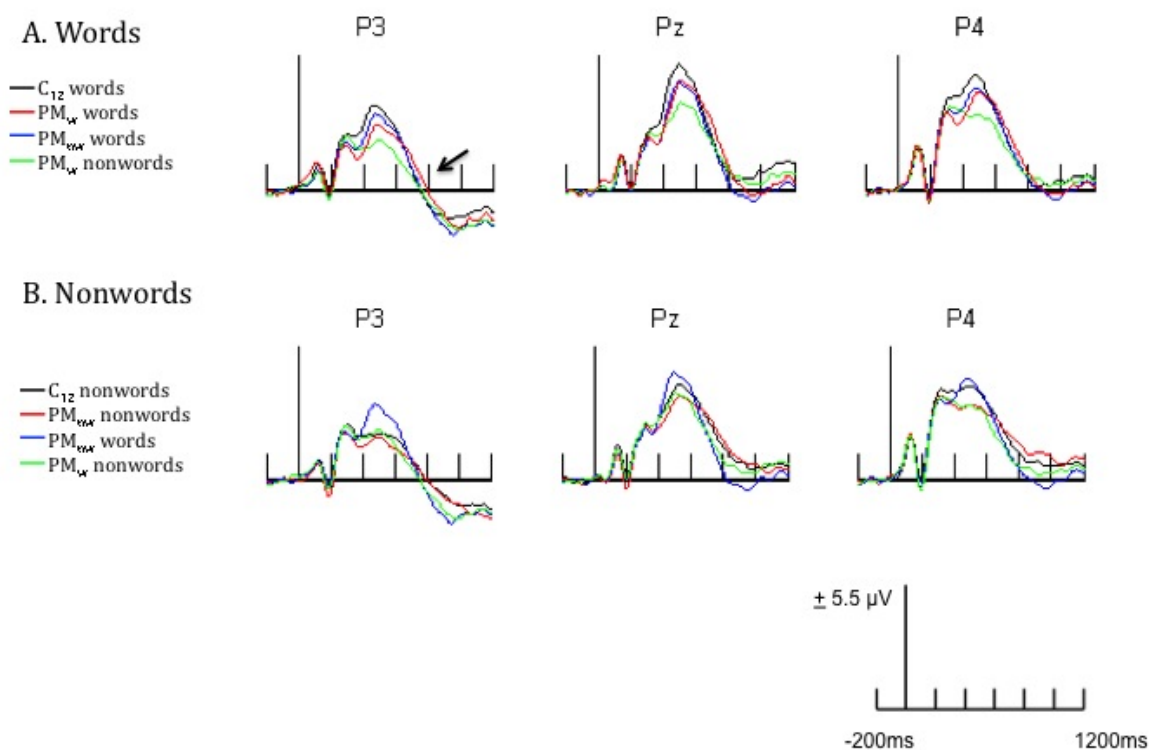 A. Words
P3 Pz P4
C12 words
PMw words
PMnw words
PMw nonwords
B. Nonwords
P3 Pz P4
C12 nonwords
PMnw nonwords
PMnw words
PMw nonwords
± 5.5 µV
-200ms 1200ms